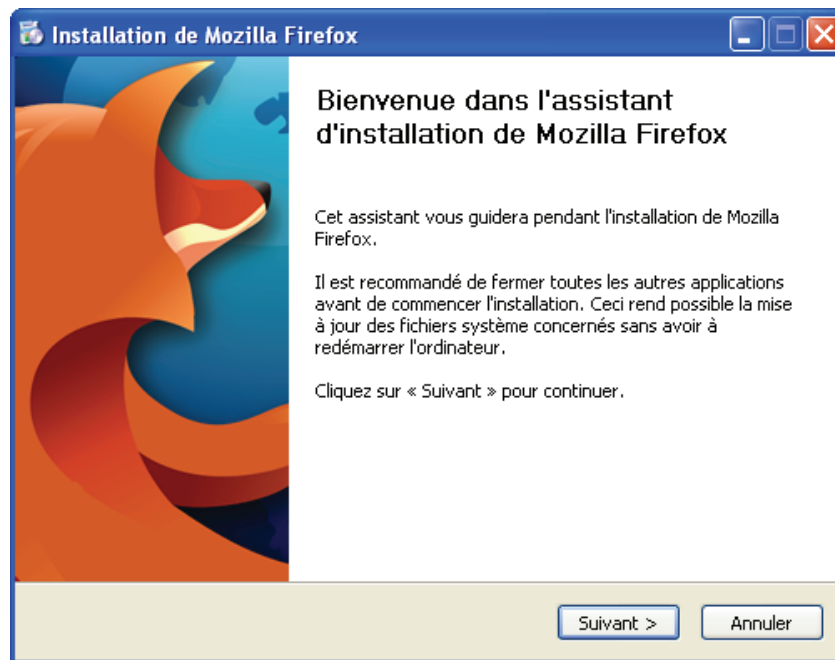 Installation de Mozilla Firefox
Bienvenue dans l'assistant
d'installation de Mozilla Firefox
Cet assistant vous guidera pendant l'installation de Mozilla
Firefox.
Il est recommandé de fermer toutes les autres applications
avant de commencer l'installation. Ceci rend possible la mise
à jour des fichiers système concernés sans avoir à
redémarrer l'ordinateur.
Cliquez sur « Suivant » pour continuer.
Suivant >
Annuler